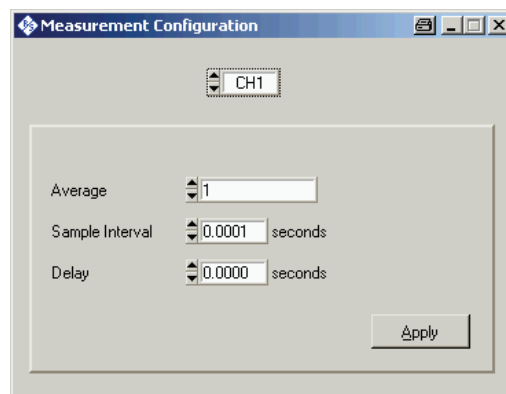 Measurement Configuration
CH1
Average 1
Sample Interval 0.0001 seconds
Delay 0.0000 seconds
Apply